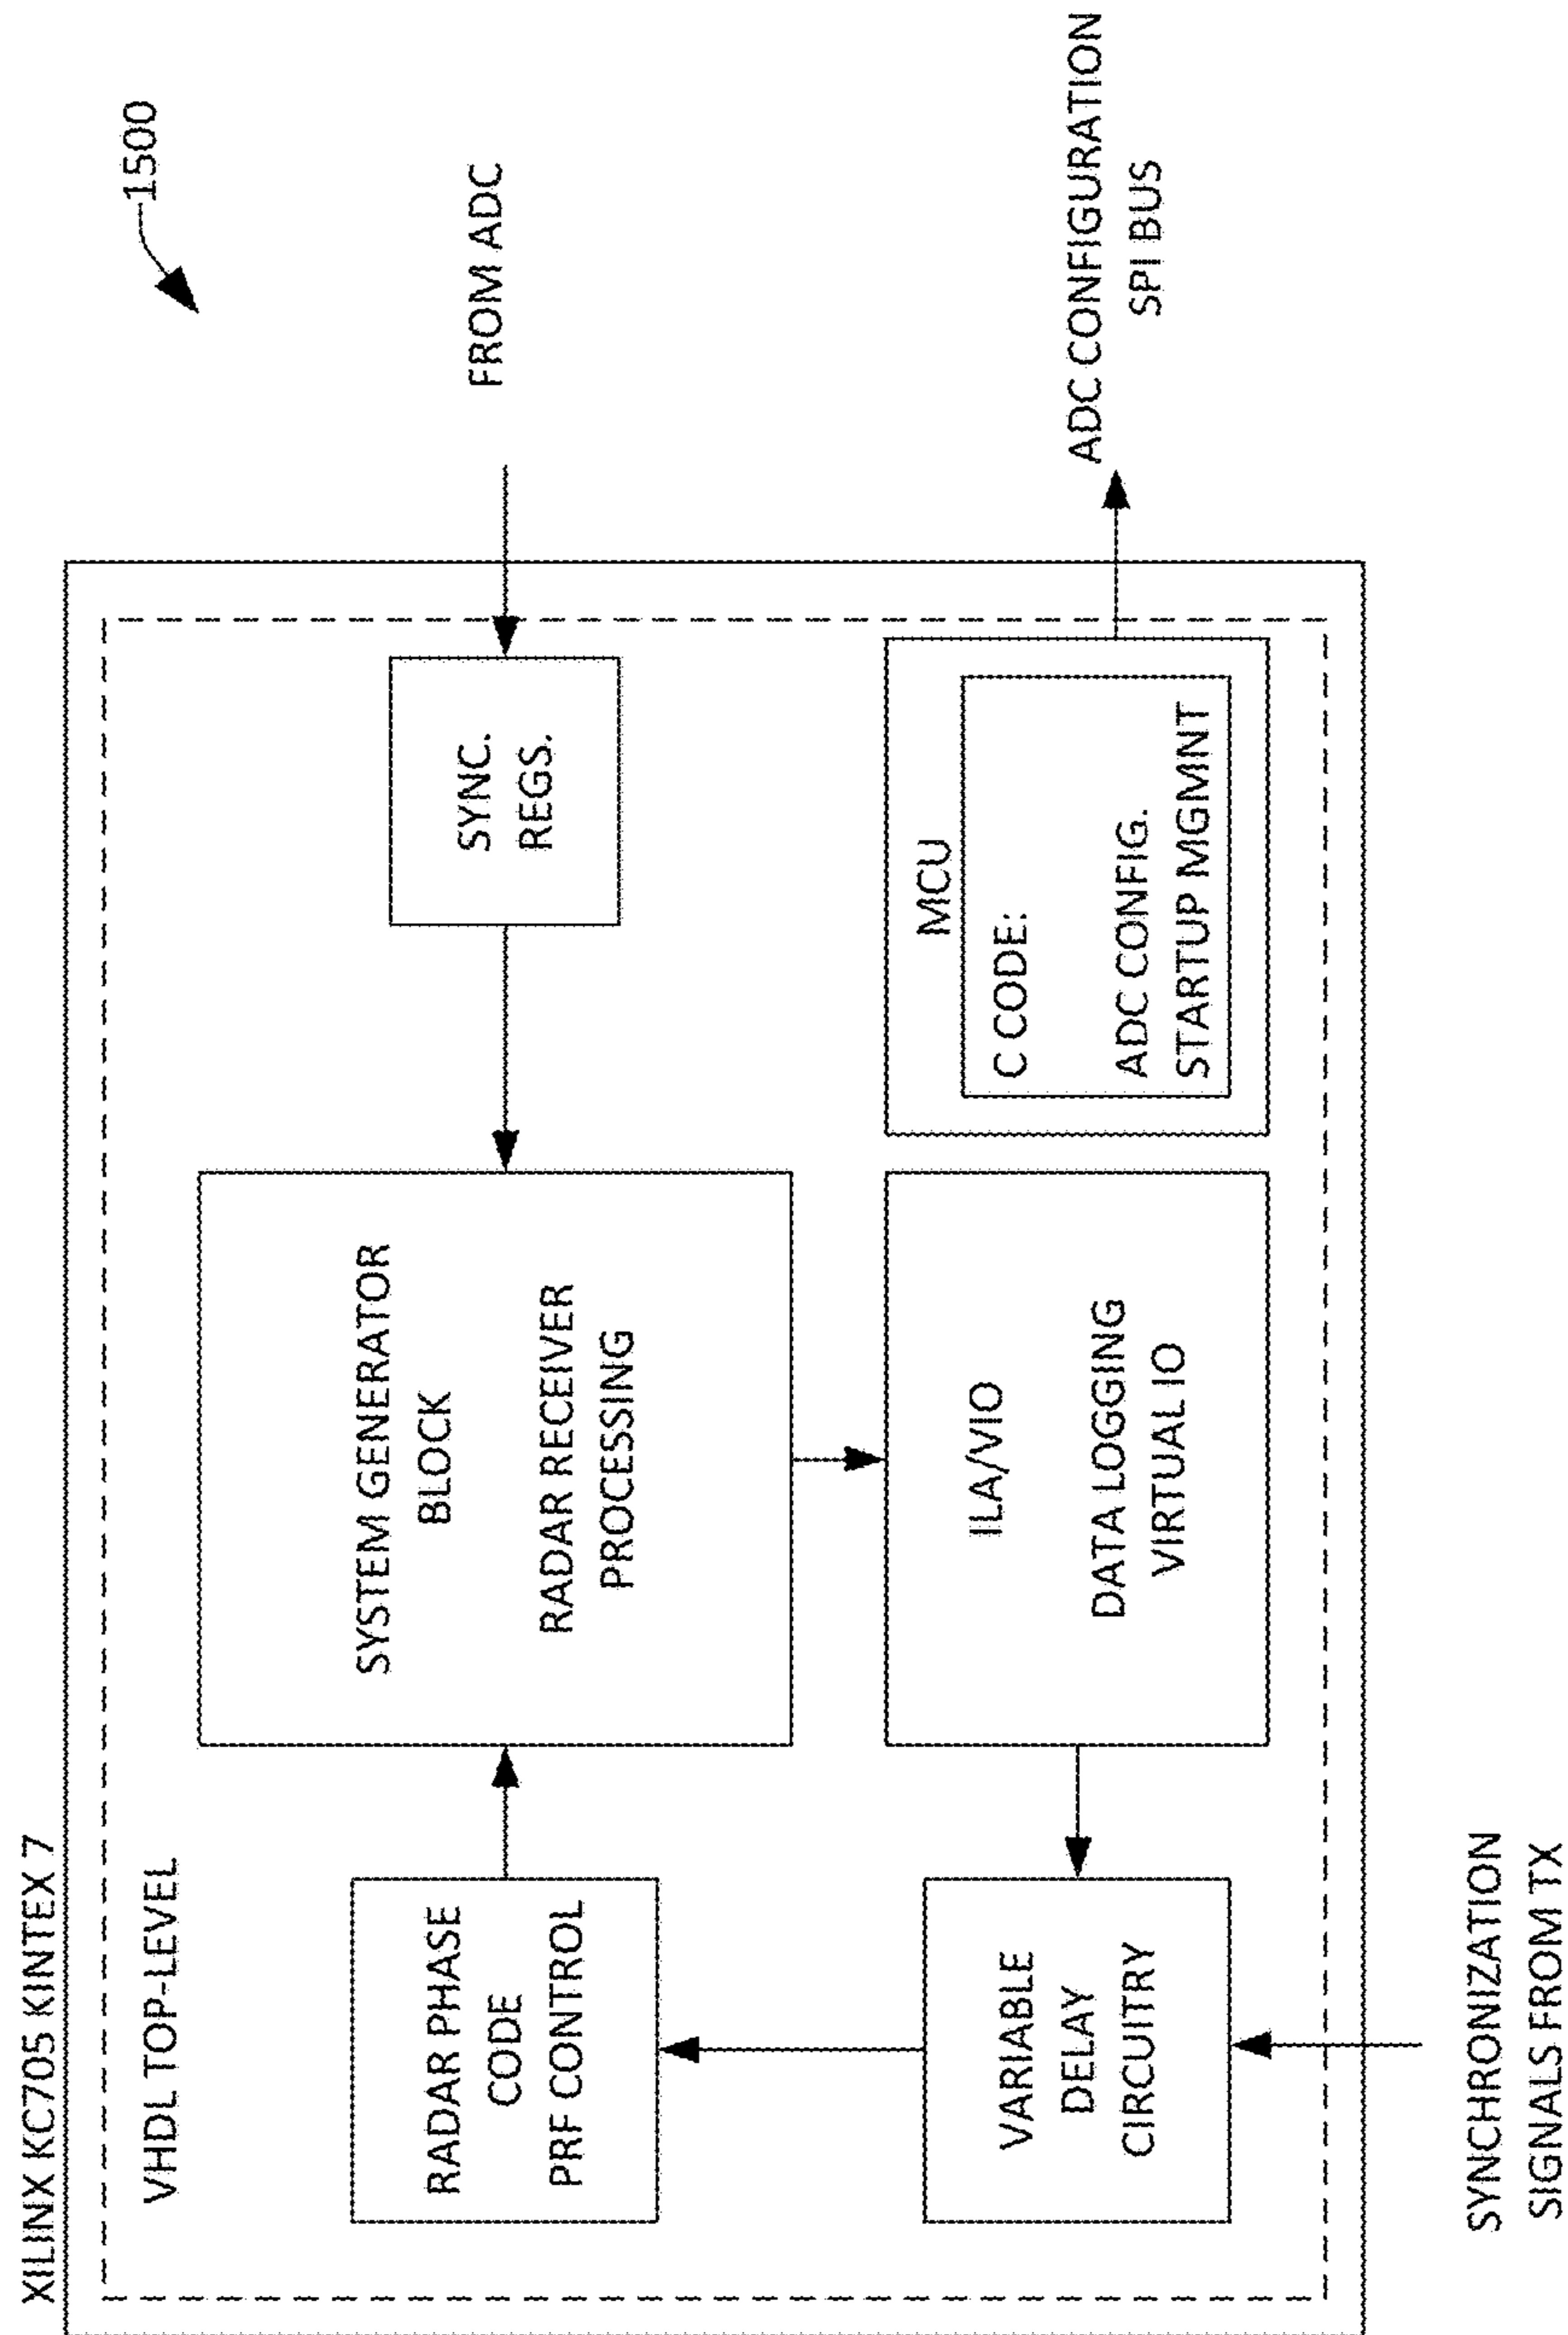 1500
XILINX KC705 KINTEX 7
VHDL TOP-LEVEL
RADAR PHASE
CODE
PRF CONTROL
SYSTEM GENERATOR
BLOCK
RADAR RECEIVER
PROCESSING
SYNC.
REGS.
FROM ADC
VARIABLE
DELAY
CIRCUITRY
ILA/VIO
DATA LOGGING
VIRTUAL IO
MCU
C CODE:
ADC CONFIG.
STARTUP MGMNT
ADC CONFIGURATION
SPI BUS
SYNCHRONIZATION
SIGNALS FROM TX